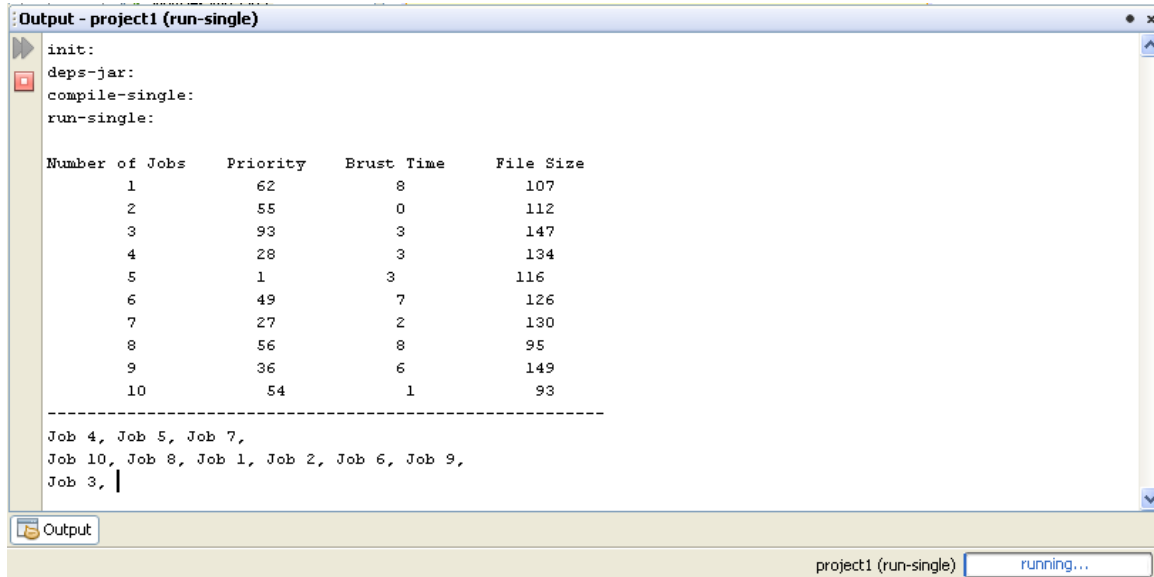 Output - project1 (run-single)
init:
deps-jar:
compile-single:
run-single:
Number of Jobs Priority Brust Time File Size
1 62 8 107
2 55 0 112
3 93 3 147
4 28 3 134
5 1 3 116
6 49 7 126
7 27 2 130
8 56 8 95
9 36 6 149
10 54 1 93
--------------------------------------------------------
Job 4, Job 5, Job 7,
Job 10, Job 8, Job 1, Job 2, Job 6, Job 9,
Job 3,
Output
project1 (run-single) running...